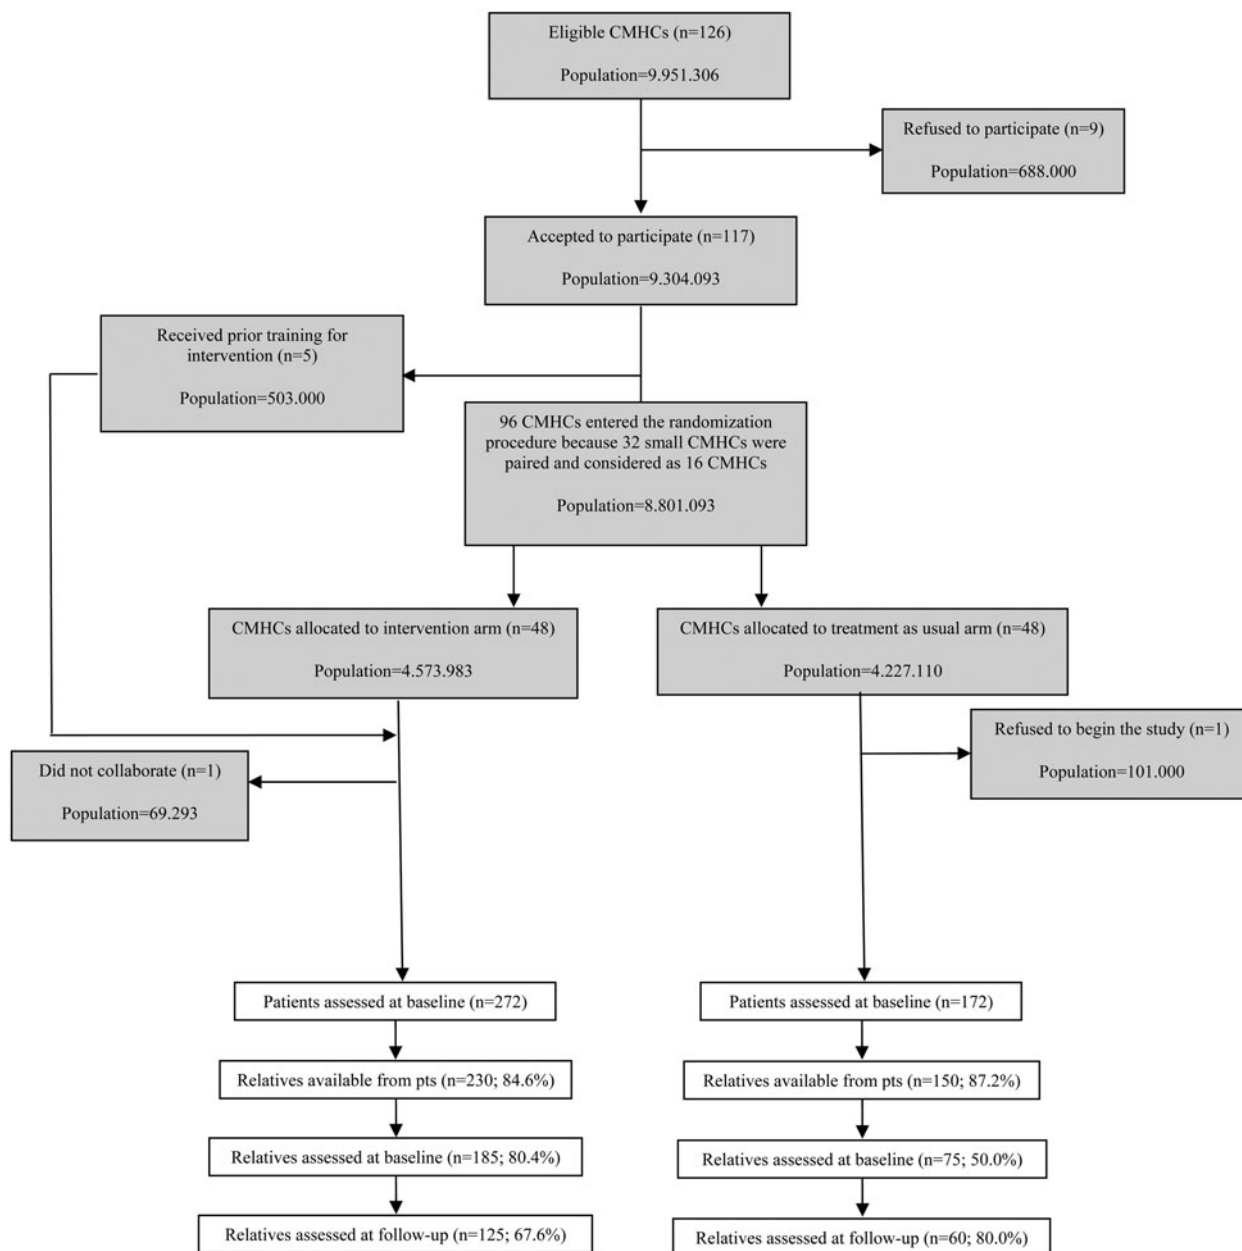 Eligible CMHCs (n=126)
Population=9.951.306
Refused to participate (n=9)
Population=688.000
Accepted to participate (n=117)
Population=9.304.093
Received prior training for
intervention (n=5)
Population=503.000
96 CMHCs entered the randomization
procedure because 32 small CMHCs were
paired and considered as 16 CMHCs
Population=8.801.093
CMHCs allocated to intervention arm (n=48)
Population=4.573.983
CMHCs allocated to treatment as usual arm (n=48)
Population=4.227.110
Refused to begin the study (n=1)
Population=101.000
Did not collaborate (n=1)
Population=69.293
Patients assessed at baseline (n=272)
Relatives available from pts (n=230; 84.6%)
Relatives assessed at baseline (n=185; 80.4%)
Relatives assessed at follow-up (n=125; 67.6%)
Patients assessed at baseline (n=172)
Relatives available from pts (n=150; 87.2%)
Relatives assessed at baseline (n=75; 50.0%)
Relatives assessed at follow-up (n=60; 80.0%)